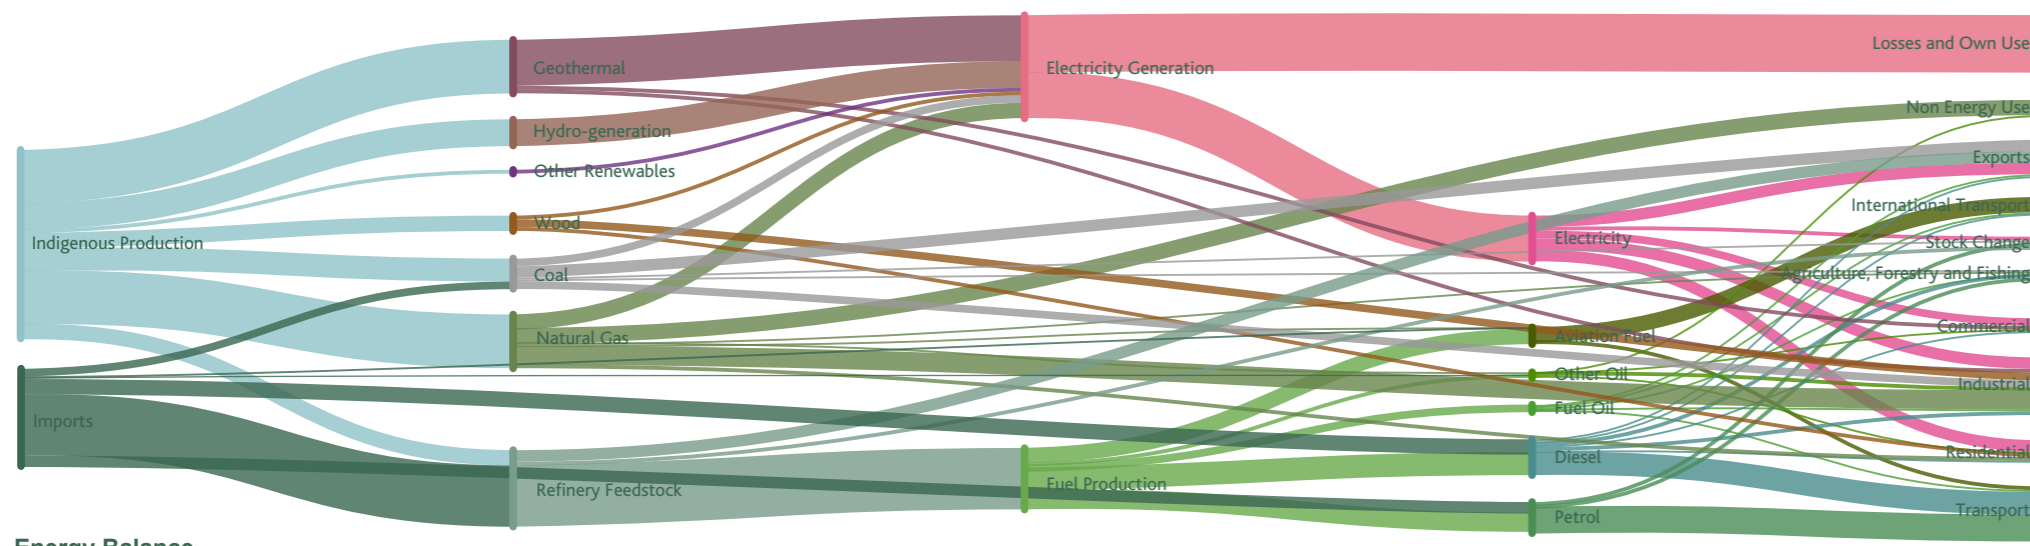 Indigenous Production
Imports
Geothermal
Hydro-generation
Other Renewables
Wood
Coal
Natural Gas
Refinery Feedstock
Electricity Generation
Fuel Production
Electricity
Aviation Fuel
Other Oil
Fuel Oil
Diesel
Petrol
Losses and Own Use
Non Energy Use
Exports
International Transport
Stock Change
Agriculture, Forestry and Fishing
Commercial
Industrial
Residential
Transport
Energy Balance